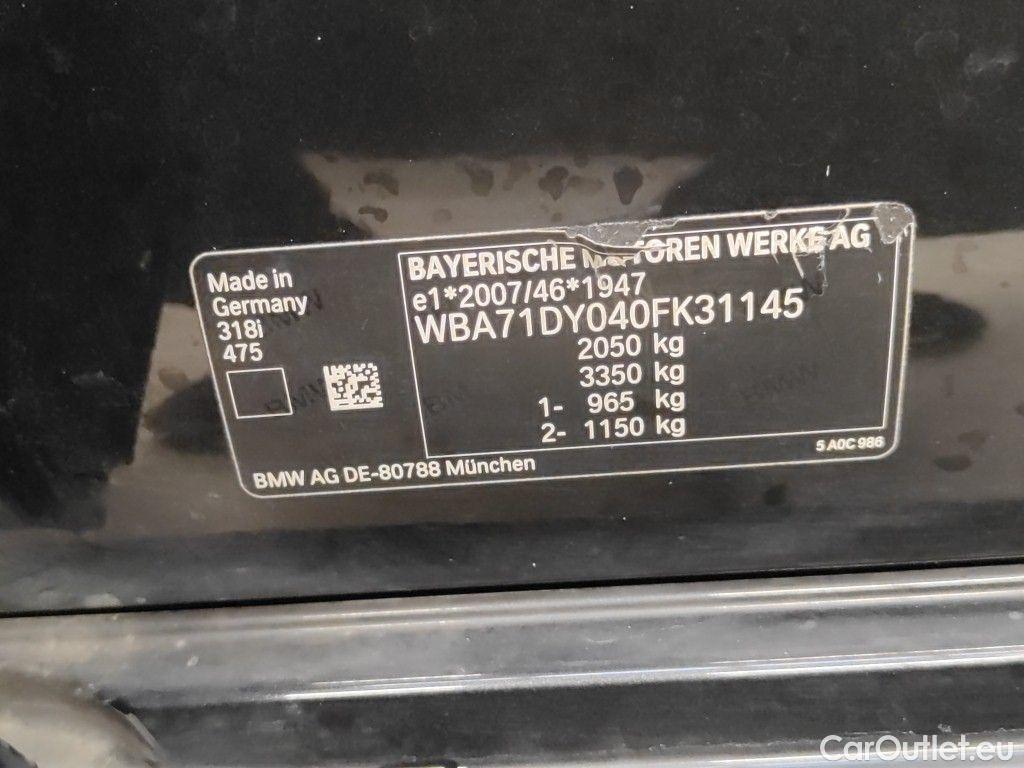 Made in
Germany
318i
475
BAYERISCHE MOTOREN WERKE AG
e1*2007/46*1947
WBA71DY040FK31145
2050 kg
3350 kg
1- 965 kg
2- 1150 kg
5 A0C 986
BMW AG DE-80788 München
CarOutlet.eu